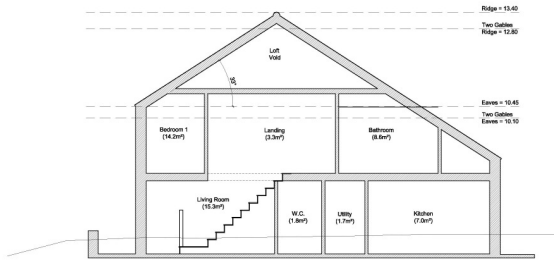 Ridge = 13.40
Two Gables
Ridge = 12.80
Loft
Void
33°
Eaves = 10.45
Two Gables
Eaves = 10.10
Bedroom 1
(14.2m²)
Landing
(3.3m²)
Bathroom
(8.6m²)
Living Room
(15.3m²)
W.C.
(1.8m²)
Utility
(1.7m²)
Kitchen
(7.0m²)